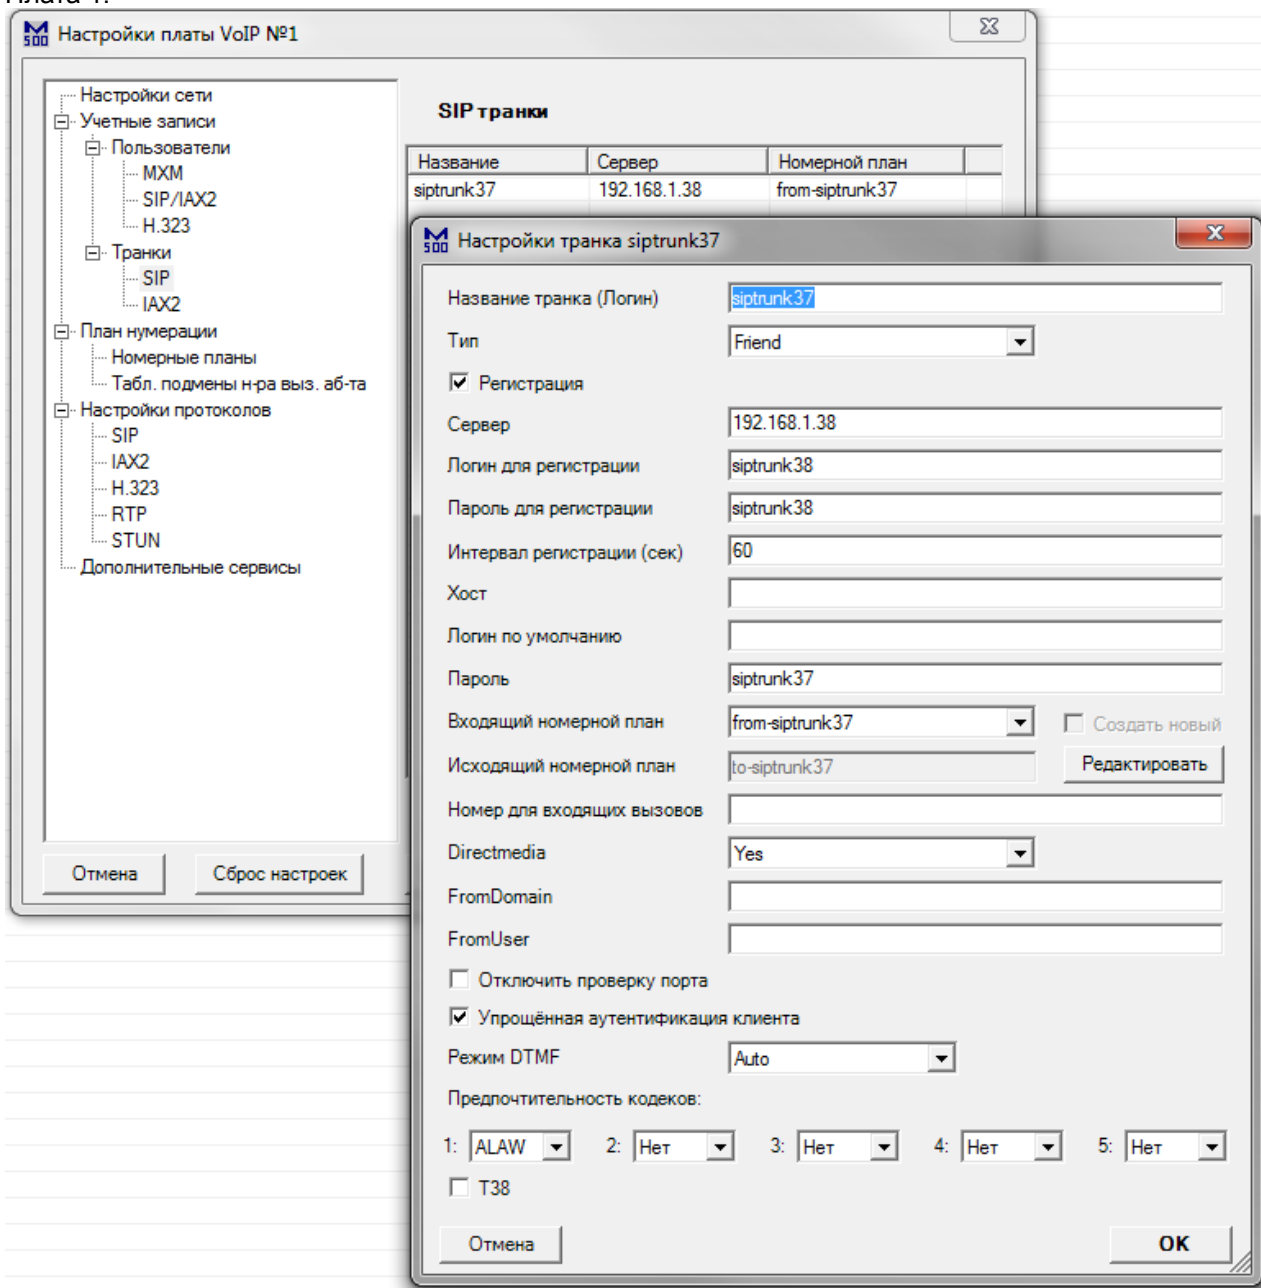 Плата 1:
M500 Настройки платы VoIP №1
Настройки сети
Учетные записи
Пользователи
MXM
SIP/IAX2
H.323
Транки
SIP
IAX2
План нумерации
Номерные планы
Табл. подмены н-ра выз. аб-та
Настройки протоколов
SIP
IAX2
H.323
RTP
STUN
Дополнительные сервисы
Отмена Сброс настроек
SIP транки
Название Сервер Номерной план
siptrunk37 192.168.1.38 from-siptrunk37
M500 Настройки транка siptrunk37
Название транка (Логин) siptrunk37
Тип Friend
Регистрация
Сервер 192.168.1.38
Логин для регистрации siptrunk38
Пароль для регистрации siptrunk38
Интервал регистрации (сек) 60
Хост
Логин по умолчанию
Пароль siptrunk37
Входящий номерной план from-siptrunk37 Создать новый
Исходящий номерной план to-siptrunk37 Редактировать
Номер для входящих вызовов
Directmedia Yes
FromDomain
FromUser
Отключить проверку порта
Упрощённая аутентификация клиента
Режим DTMF Auto
Предпочтительность кодеков:
1: ALAW 2: Нет 3: Нет 4: Нет 5: Нет
T38
Отмена OK